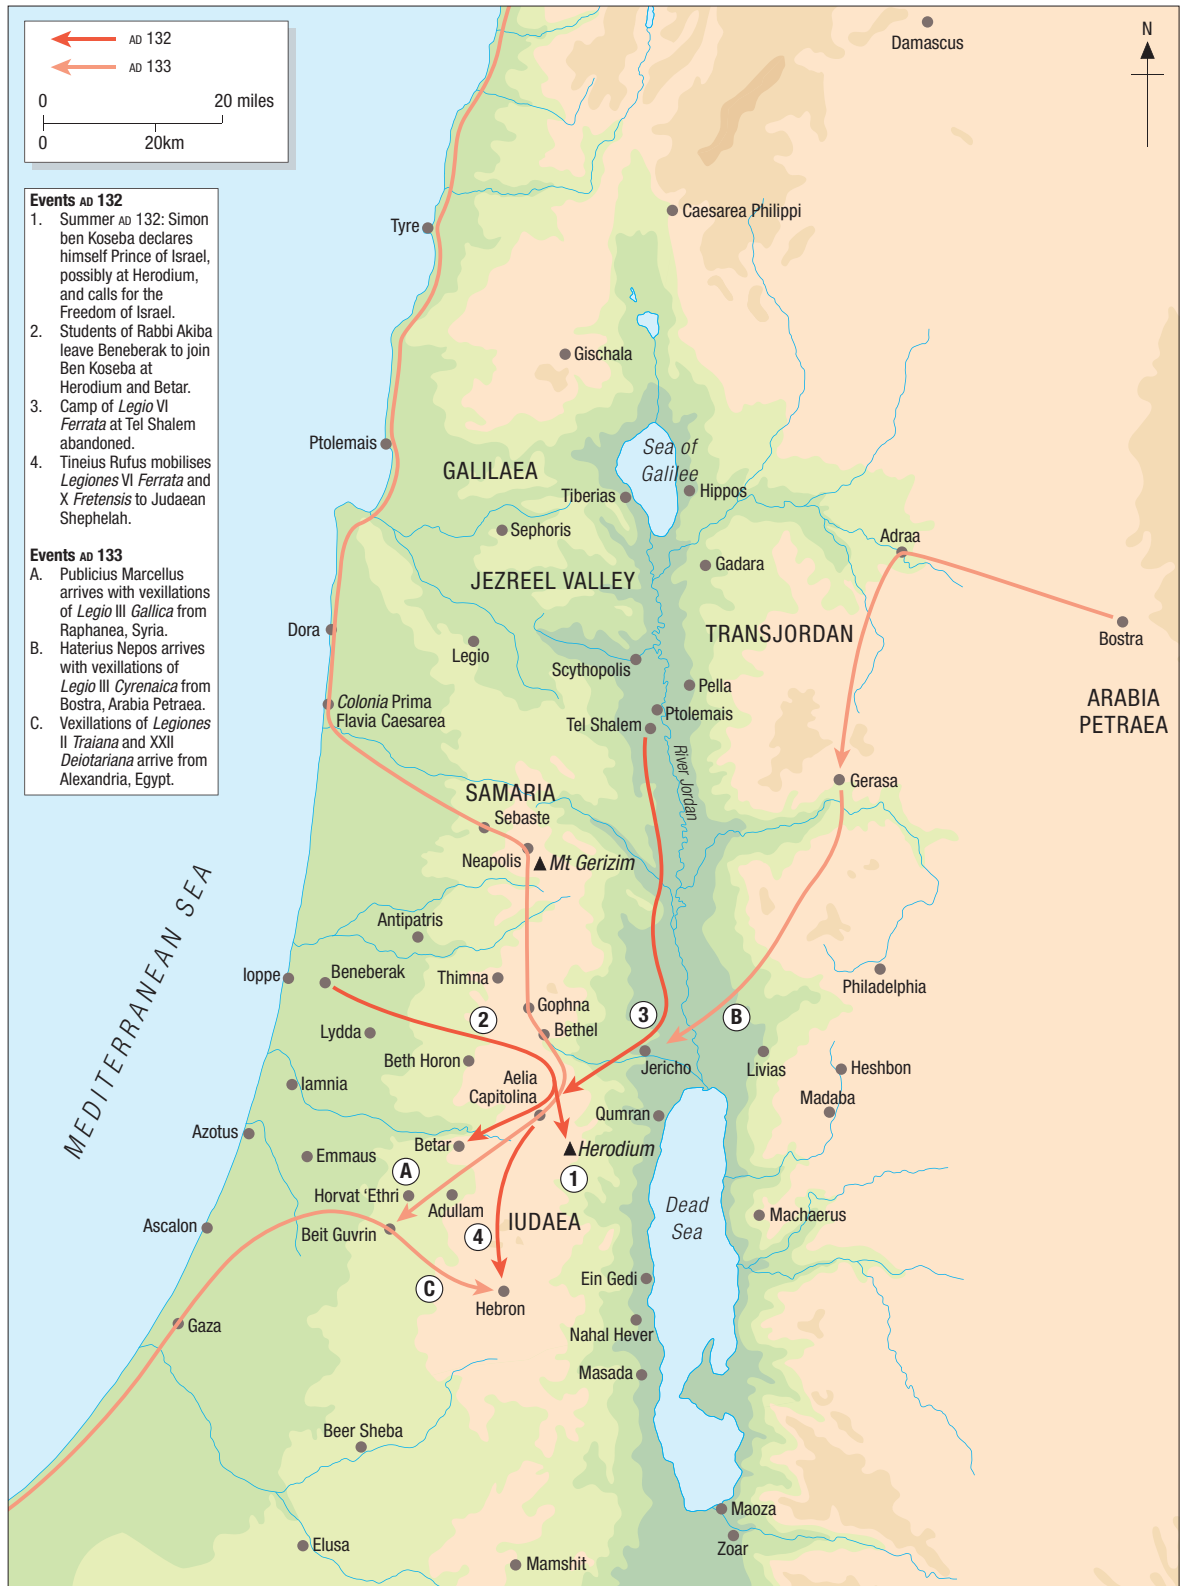 AD 132
AD 133
0 20 miles
0 20km
N
Events AD 132
1. Summer AD 132: Simon
ben Koseba declares
himself Prince of Israel,
possibly at Herodium,
and calls for the
Freedom of Israel.
2. Students of Rabbi Akiba
leave Beneberak to join
Ben Koseba at
Herodium and Betar.
3. Camp of Legio VI
Ferrata at Tel Shalem
abandoned.
4. Tineius Rufus mobilises
Legiones VI Ferrata and
X Fretensis to Judaean
Shephelah.
Events AD 133
A. Publicius Marcellus
arrives with vexillations
of Legio III Gallica from
Raphanea, Syria.
B. Haterius Nepos arrives
with vexillations of
Legio III Cyrenaica from
Bostra, Arabia Petraea.
C. Vexillations of Legiones
II Traiana and XXII
Deiotariana arrive from
Alexandria, Egypt.
Damascus
Caesarea Philippi
Tyre
Gischala
Ptolemais
GALILAEA
Sea of
Galilee
Tiberias
Hippos
Sephoris
Adraa
Gadara
JEZREEL VALLEY
Dora
Legio
TRANSJORDAN
Bostra
Scythopolis
Pella
ARABIA
PETRAEA
Colonia Prima
Flavia Caesarea
Ptolemais
Tel Shalem
River Jordan
Gerasa
SAMARIA
Sebaste
Neapolis
Mt Gerizim
MEDITERRANEAN SEA
Antipatris
Ioppe
Beneberak
Thimna
Philadelphia
Gophna
2
3
B
Lydda
Bethel
Beth Horon
Jericho
Livias
Heshbon
Iamnia
Aelia
Capitolina
Madaba
Qumran
Azotus
Betar
Herodium
Emmaus
A
1
Horvat ‘Ethri
Adullam
Dead
Sea
Machaerus
Ascalon
Beit Guvrin
4
IUDAEA
C
Ein Gedi
Hebron
Gaza
Nahal Hever
Masada
Beer Sheba
Maoza
Elusa
Zoar
Mamshit